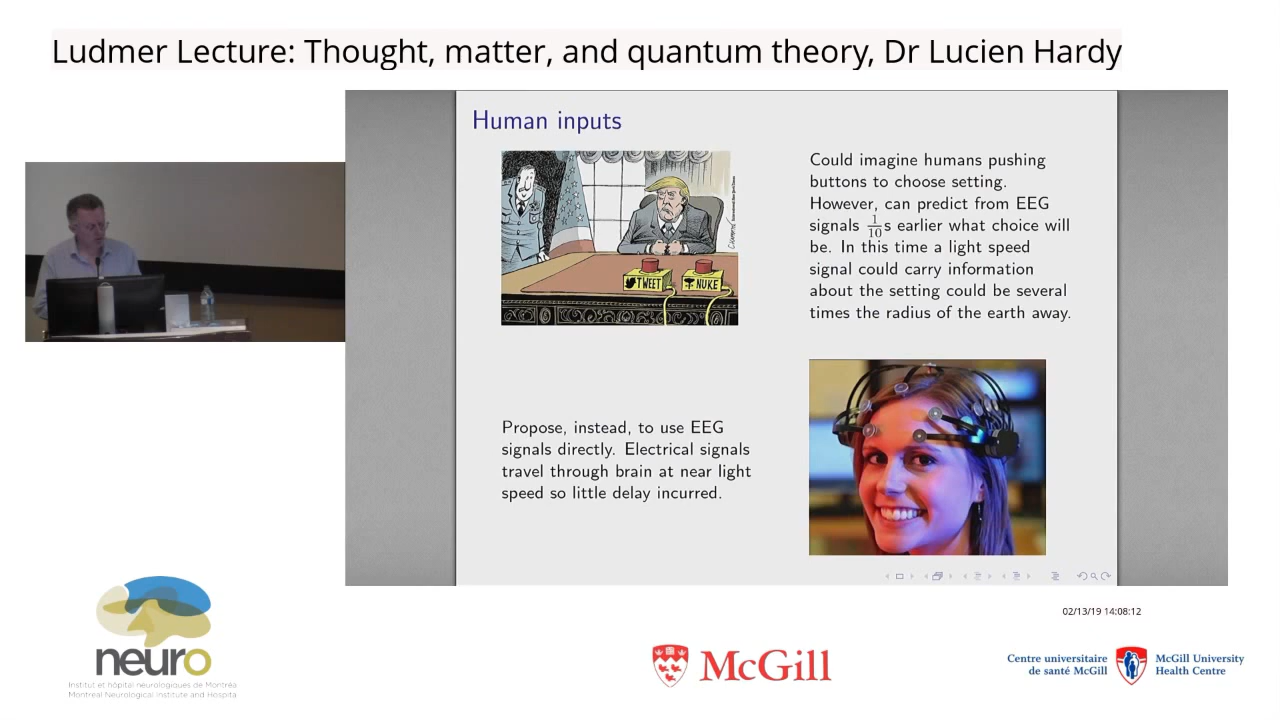 Ludmer Lecture: Thought, matter, and quantum theory, Dr Lucien Hardy
Human inputs
TWEET
NUKE
Could imagine humans pushing
buttons to choose setting.
However, can predict from EEG
signals 1/10 s earlier what choice will
be. In this time a light speed
signal could carry information
about the setting could be several
times the radius of the earth away.
Propose, instead, to use EEG
signals directly. Electrical signals
travel through brain at near light
speed so little delay incurred.
02/13/19 14:08:12
neuro
Institut et hôpital neurologiques de Montréa
Montreal Neurological Institute and Hospita
McGill
Centre universitaire
de santé McGill
McGill University
Health Centre